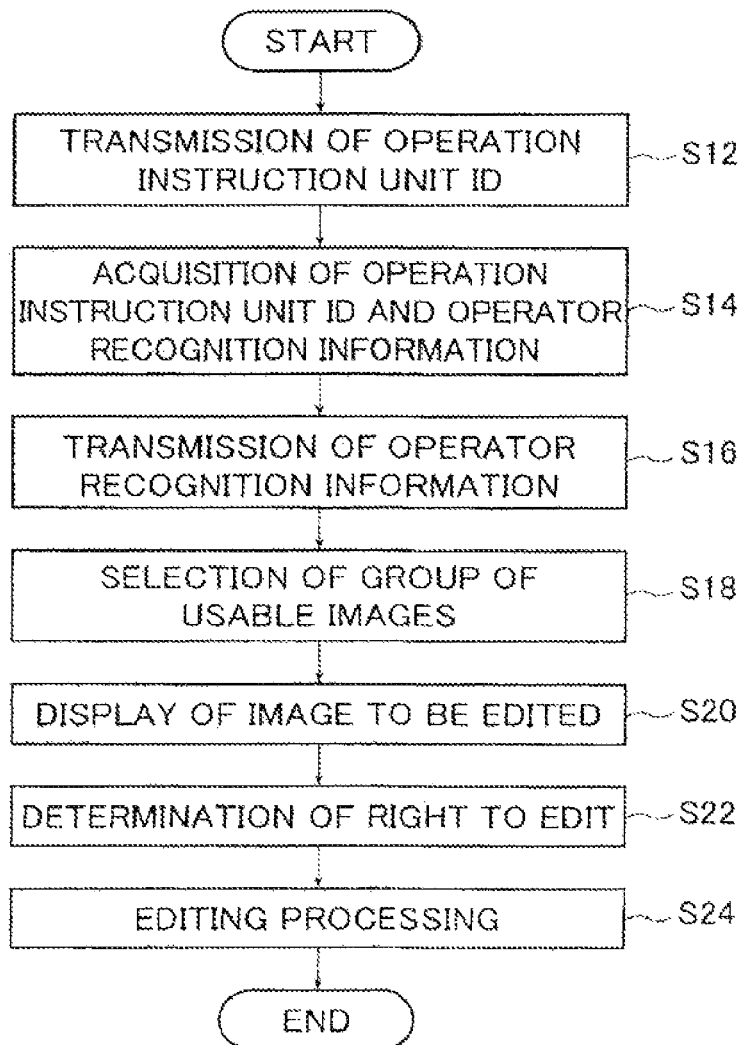 START
TRANSMISSION OF OPERATION
INSTRUCTION UNIT ID
S12
ACQUISITION OF OPERATION
INSTRUCTION UNIT ID AND OPERATOR
RECOGNITION INFORMATION
S14
TRANSMISSION OF OPERATOR
RECOGNITION INFORMATION
S16
SELECTION OF GROUP OF
USABLE IMAGES
S18
DISPLAY OF IMAGE TO BE EDITED
S20
DETERMINATION OF RIGHT TO EDIT
S22
EDITING PROCESSING
S24
END